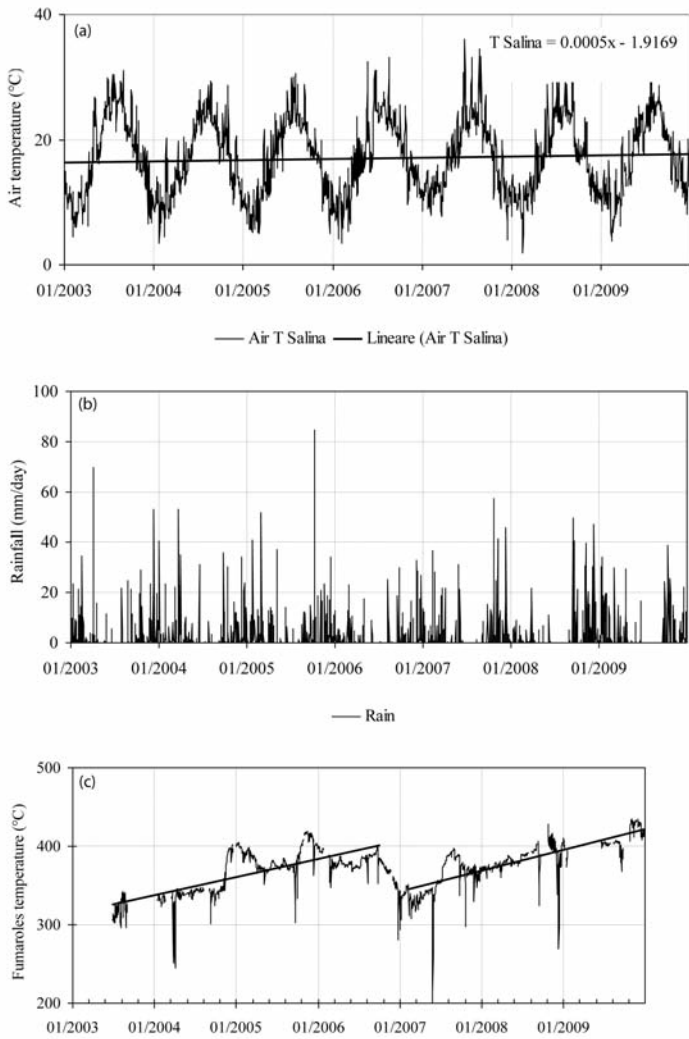 (a)
T Salina = 0.0005x - 1.9169
Air temperature (°C)
40
20
0
01/2003 01/2004 01/2005 01/2006 01/2007 01/2008 01/2009
Air T Salina Lineare (Air T Salina)
(b)
Rainfall (mm/day)
100
80
60
40
20
0
01/2003 01/2004 01/2005 01/2006 01/2007 01/2008 01/2009
Rain
(c)
Fumaroles temperature (°C)
500
400
300
200
01/2003 01/2004 01/2005 01/2006 01/2007 01/2008 01/2009